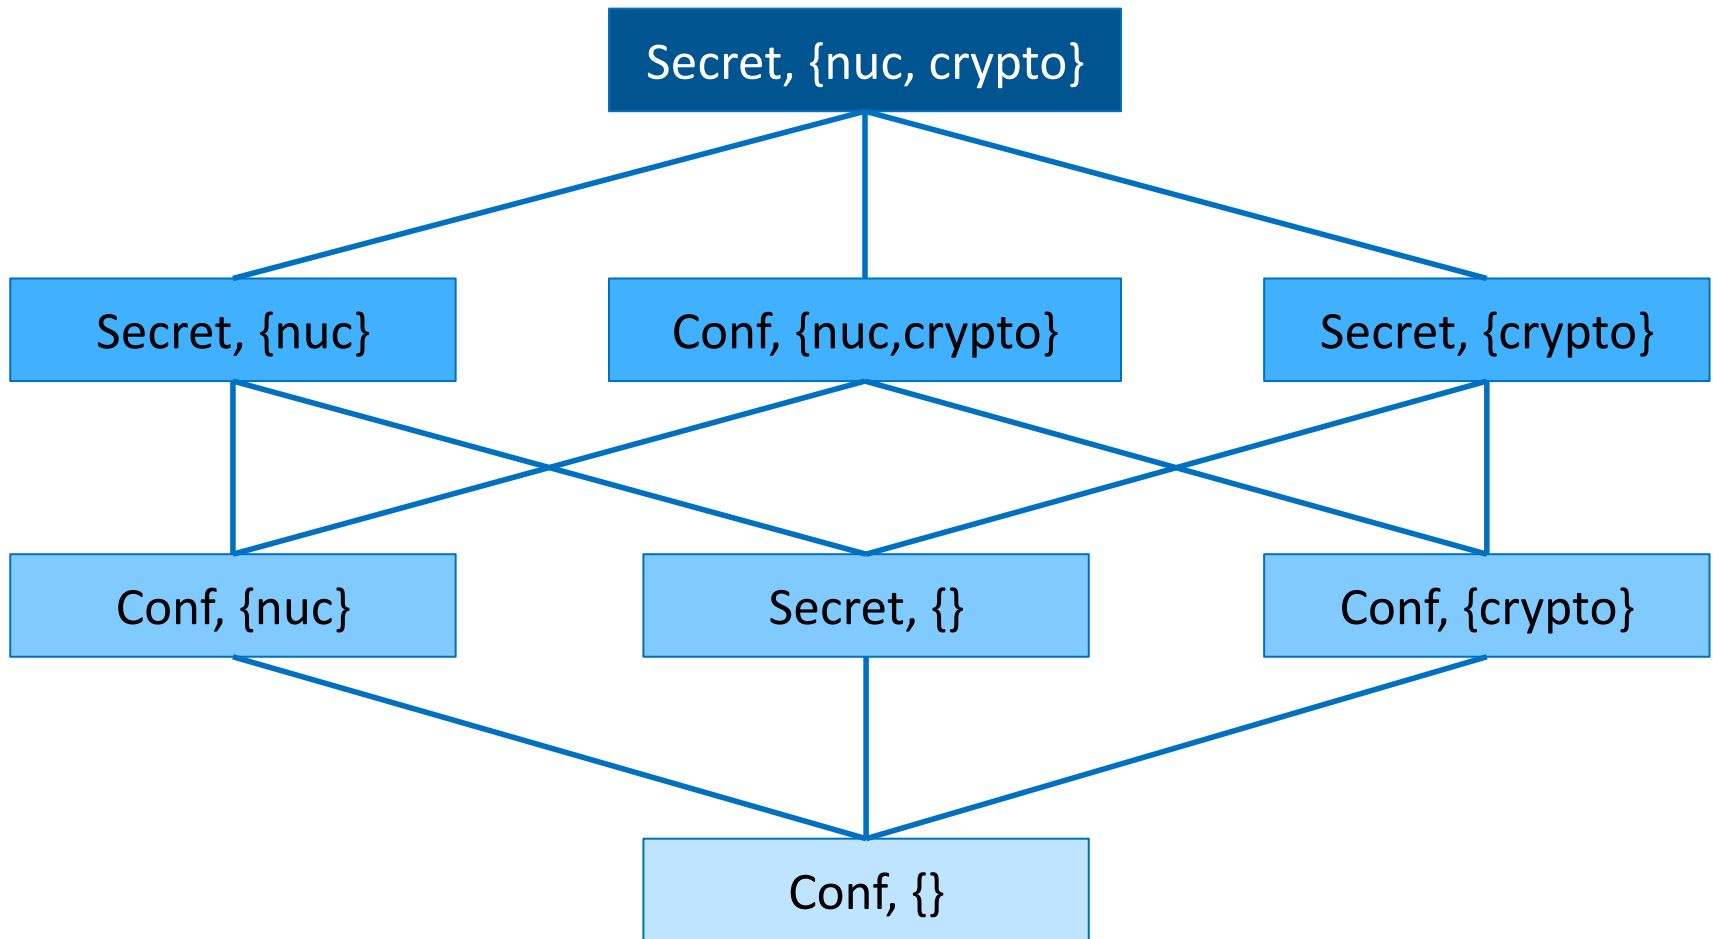 Secret, {nuc, crypto}
Secret, {nuc}
Conf, {nuc,crypto}
Secret, {crypto}
Conf, {nuc}
Secret, {}
Conf, {crypto}
Conf, {}